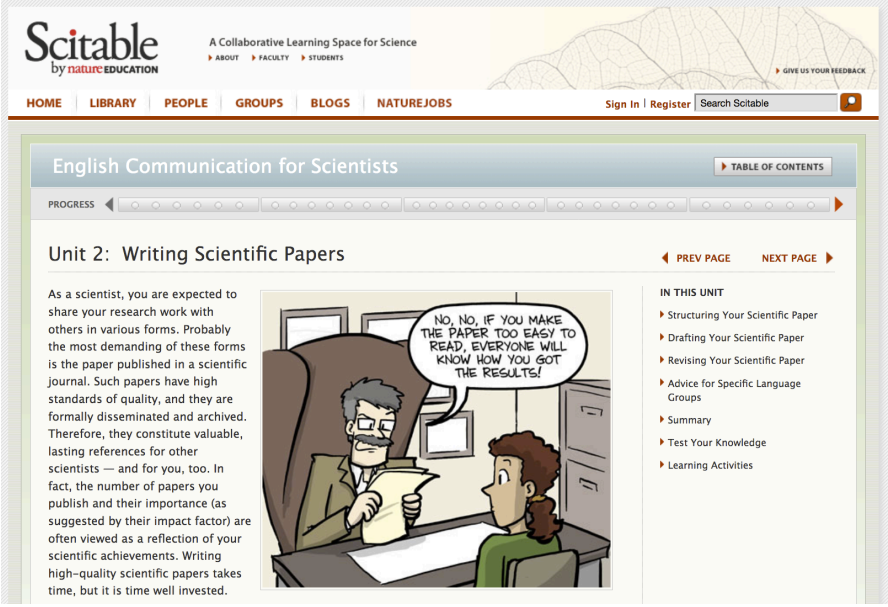 Scitable
by nature EDUCATION
A Collaborative Learning Space for Science
ABOUT FACULTY STUDENTS
GIVE US YOUR FEEDBACK
HOME LIBRARY PEOPLE GROUPS BLOGS NATUREJOBS
Sign In | Register Search Scitable
English Communication for Scientists
TABLE OF CONTENTS
PROGRESS
Unit 2: Writing Scientific Papers
PREV PAGE NEXT PAGE
As a scientist, you are expected to
share your research work with
others in various forms. Probably
the most demanding of these forms
is the paper published in a scientific
journal. Such papers have high
standards of quality, and they are
formally disseminated and archived.
Therefore, they constitute valuable,
lasting references for other
scientists — and for you, too. In
fact, the number of papers you
publish and their importance (as
suggested by their impact factor) are
often viewed as a reflection of your
scientific achievements. Writing
high-quality scientific papers takes
time, but it is time well invested.
NO, NO, IF YOU MAKE
THE PAPER TOO EASY TO
READ, EVERYONE WILL
KNOW HOW YOU GOT
THE RESULTS!
IN THIS UNIT
Structuring Your Scientific Paper
Drafting Your Scientific Paper
Revising Your Scientific Paper
Advice for Specific Language
Groups
Summary
Test Your Knowledge
Learning Activities